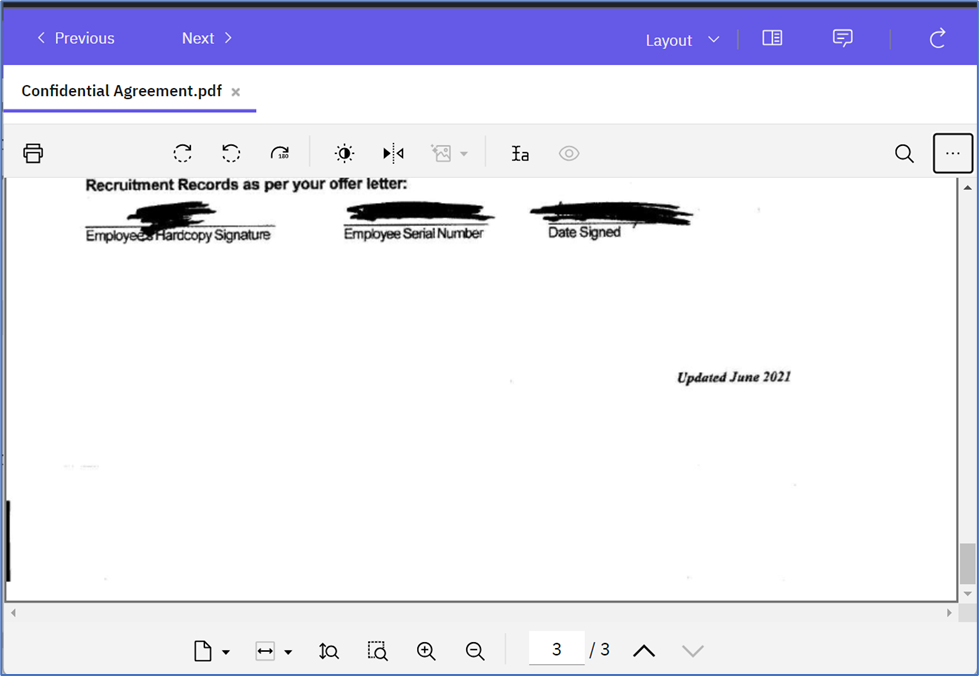 Previous Next Layout
Confidential Agreement.pdf ×
180 Ia
Recruitment Records as per your offer letter:
Employee's Hardcopy Signature Employee Serial Number Date Signed
Updated June 2021
3 / 3